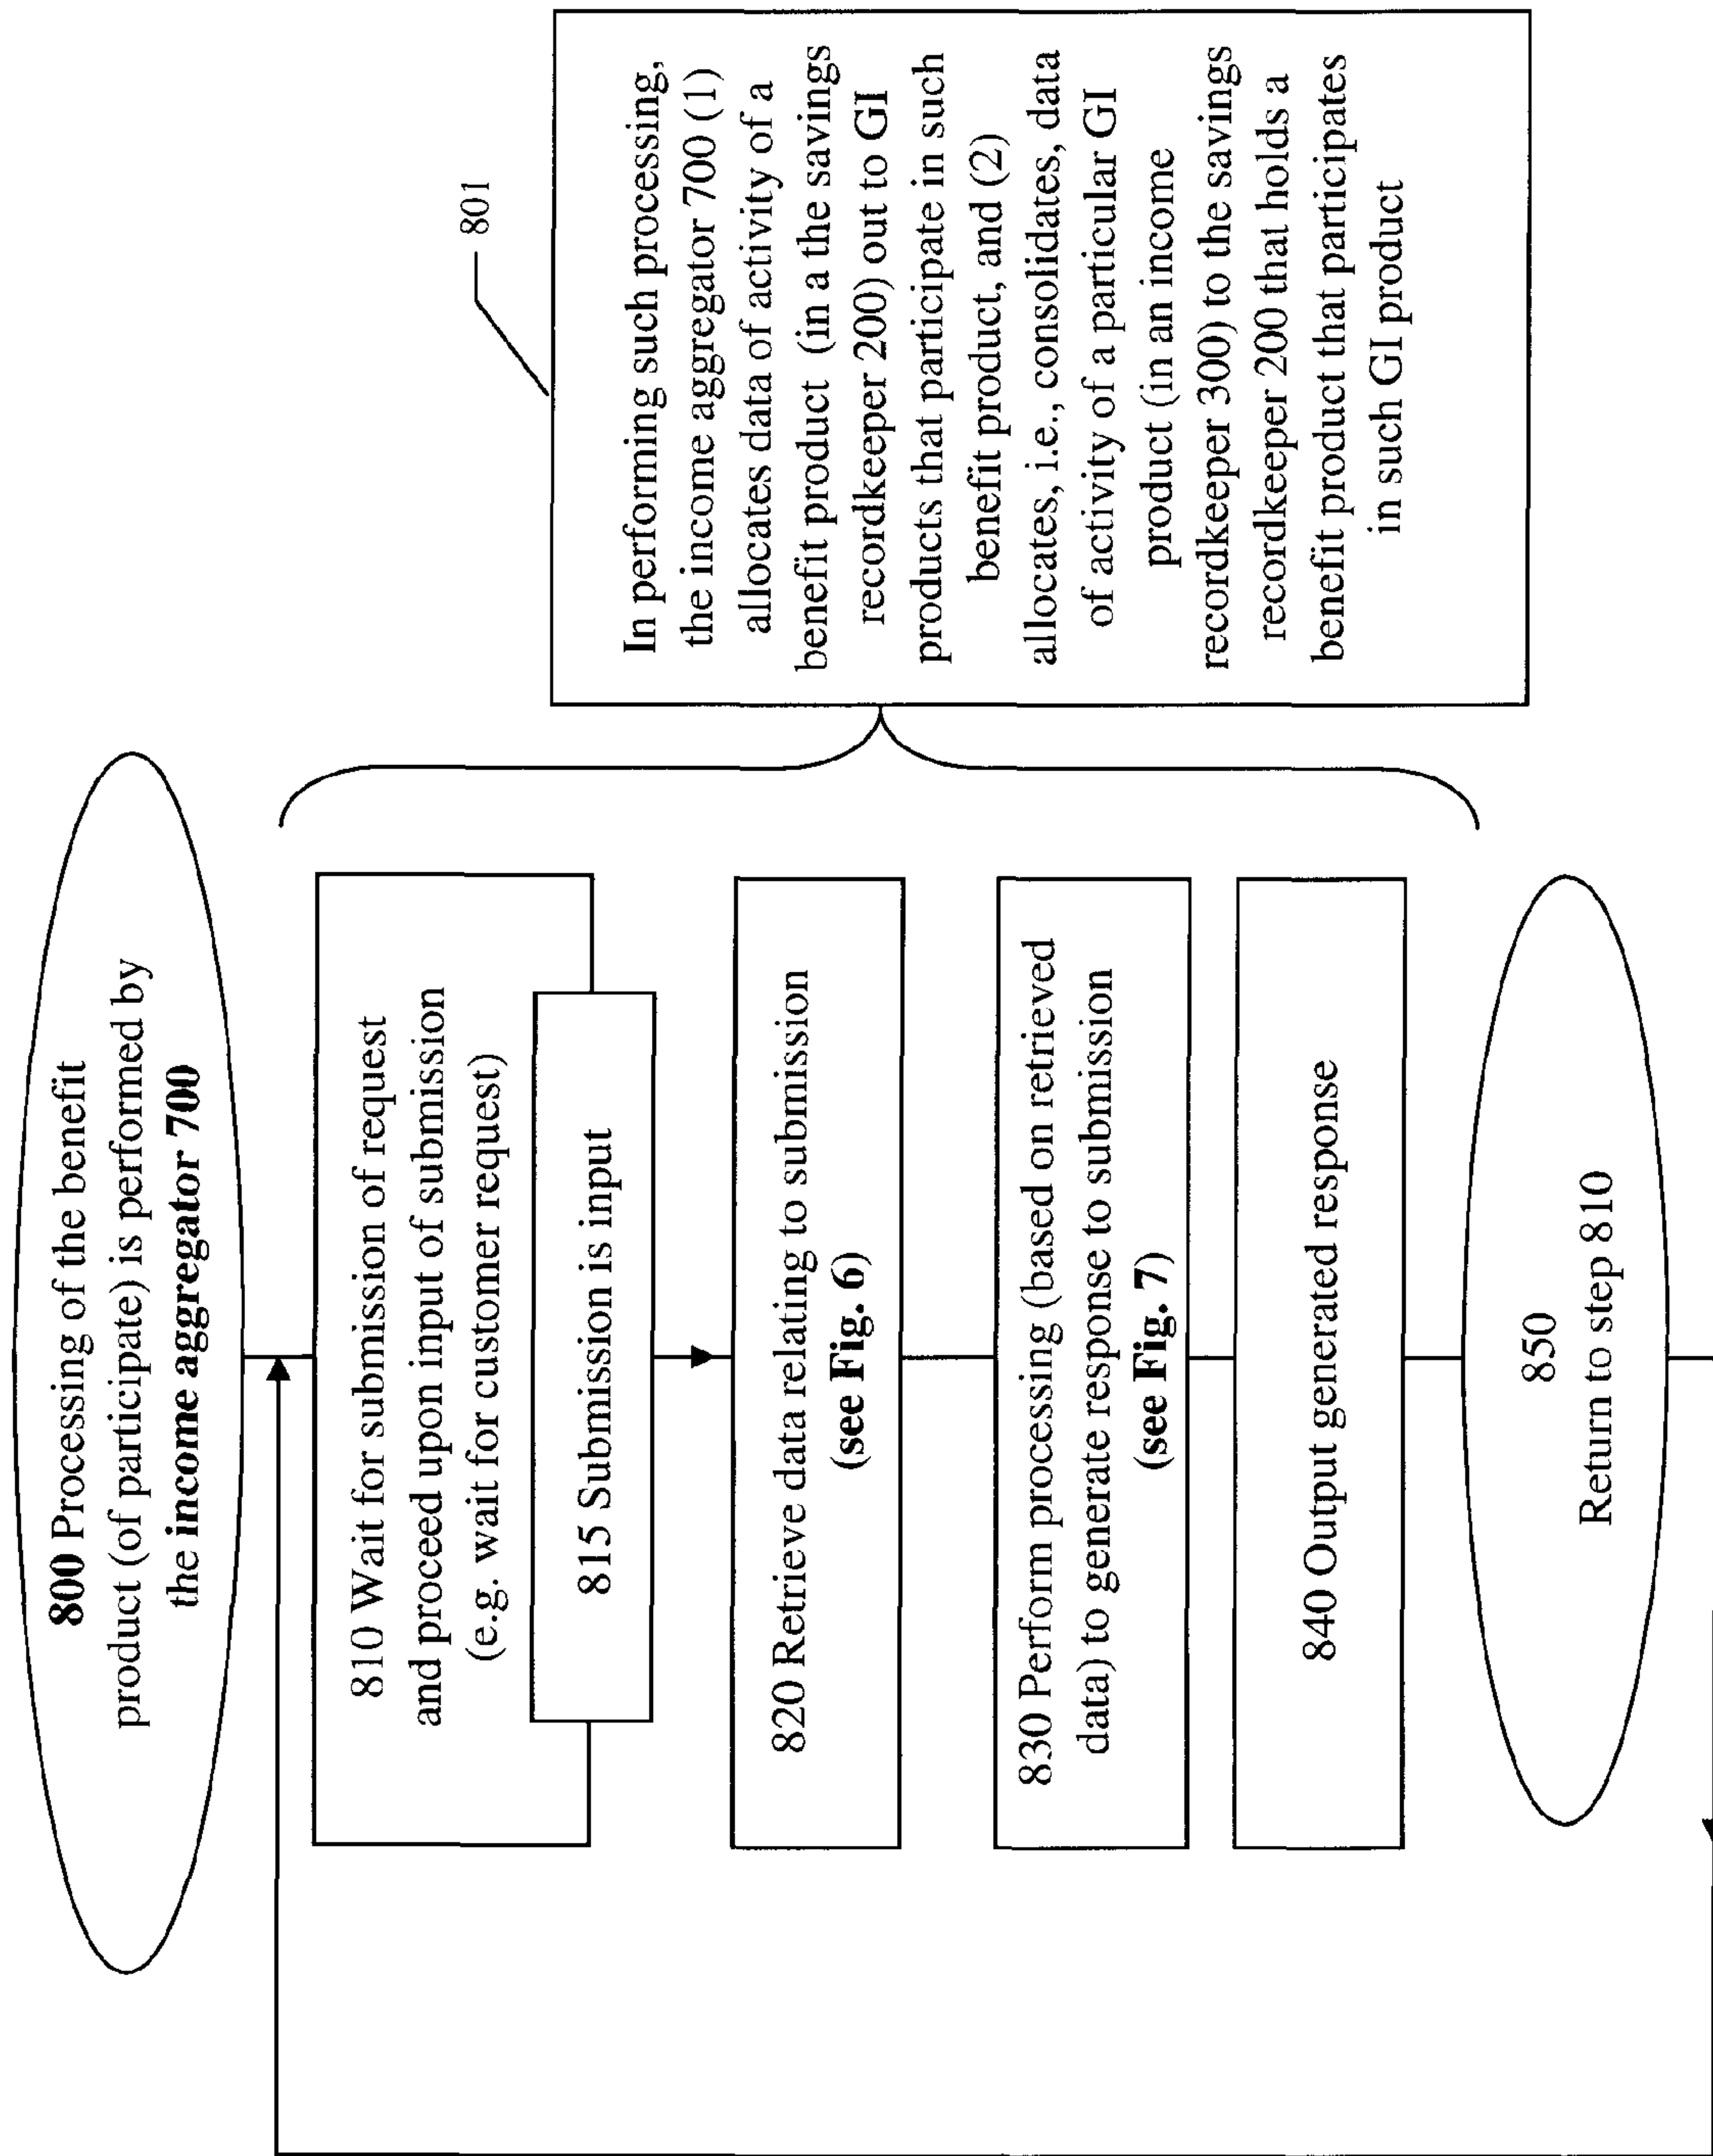 800 Processing of the benefit
product (of participate) is performed by
the income aggregator 700
810 Wait for submission of request
and proceed upon input of submission
(e.g. wait for customer request)
815 Submission is input
820 Retrieve data relating to submission
(see Fig. 6)
830 Perform processing (based on retrieved
data) to generate response to submission
(see Fig. 7)
840 Output generated response
850
Return to step 810
801
In performing such processing,
the income aggregator 700 (1)
allocates data of activity of a
benefit product (in a the savings
recordkeeper 200) out to GI
products that participate in such
benefit product, and (2)
allocates, i.e., consolidates, data
of activity of a particular GI
product (in an income
recordkeeper 300) to the savings
recordkeeper 200 that holds a
benefit product that participates
in such GI product